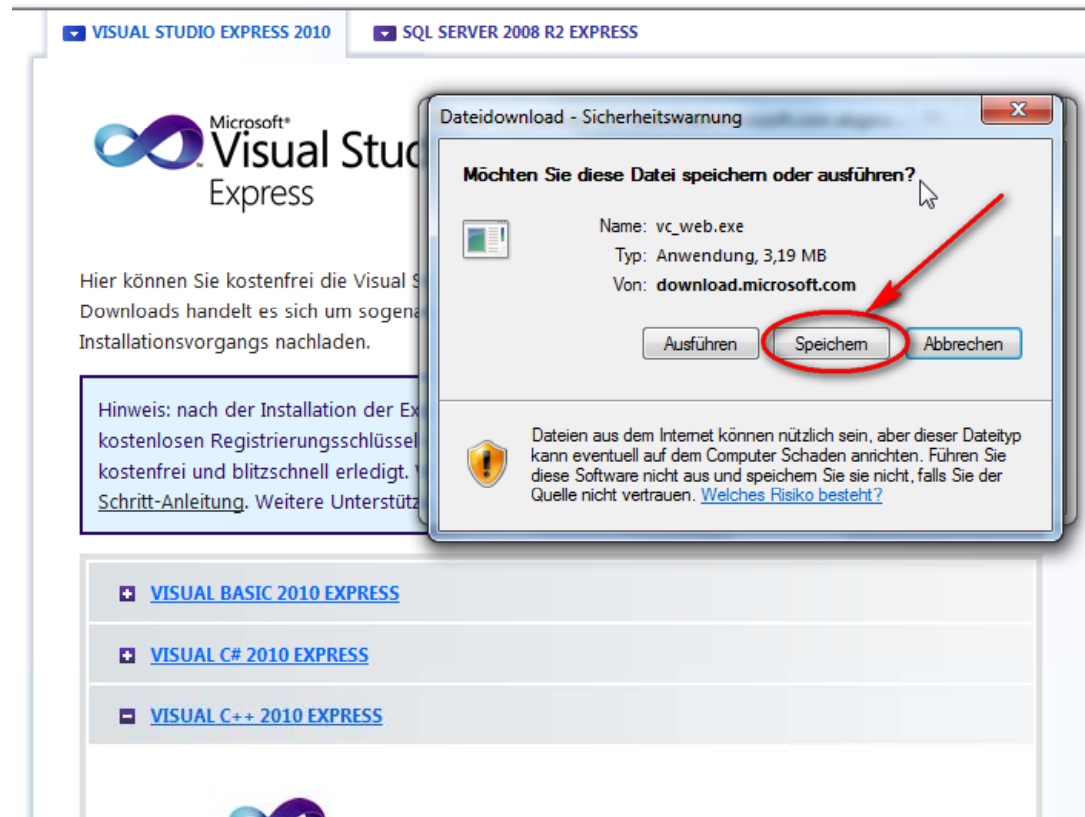 VISUAL STUDIO EXPRESS 2010
SQL SERVER 2008 R2 EXPRESS
Microsoft®
Visual Stud
Express
Hier können Sie kostenfrei die Visual S
Downloads handelt es sich um sogena
Installationsvorgangs nachladen.
Hinweis: nach der Installation der Ex
kostenlosen Registrierungsschlüssel
kostenfrei und blitzschnell erledigt.
Schritt-Anleitung. Weitere Unterstütz
Dateidownload - Sicherheitswarnung
Möchten Sie diese Datei speichern oder ausführen?
Name: vc_web.exe
Typ: Anwendung, 3,19 MB
Von: download.microsoft.com
Ausführen Speichern Abbrechen
Dateien aus dem Internet können nützlich sein, aber dieser Dateityp
kann eventuell auf dem Computer Schaden anrichten. Führen Sie
diese Software nicht aus und speichern Sie sie nicht, falls Sie der
Quelle nicht vertrauen. Welches Risiko besteht?
VISUAL BASIC 2010 EXPRESS
VISUAL C# 2010 EXPRESS
VISUAL C++ 2010 EXPRESS